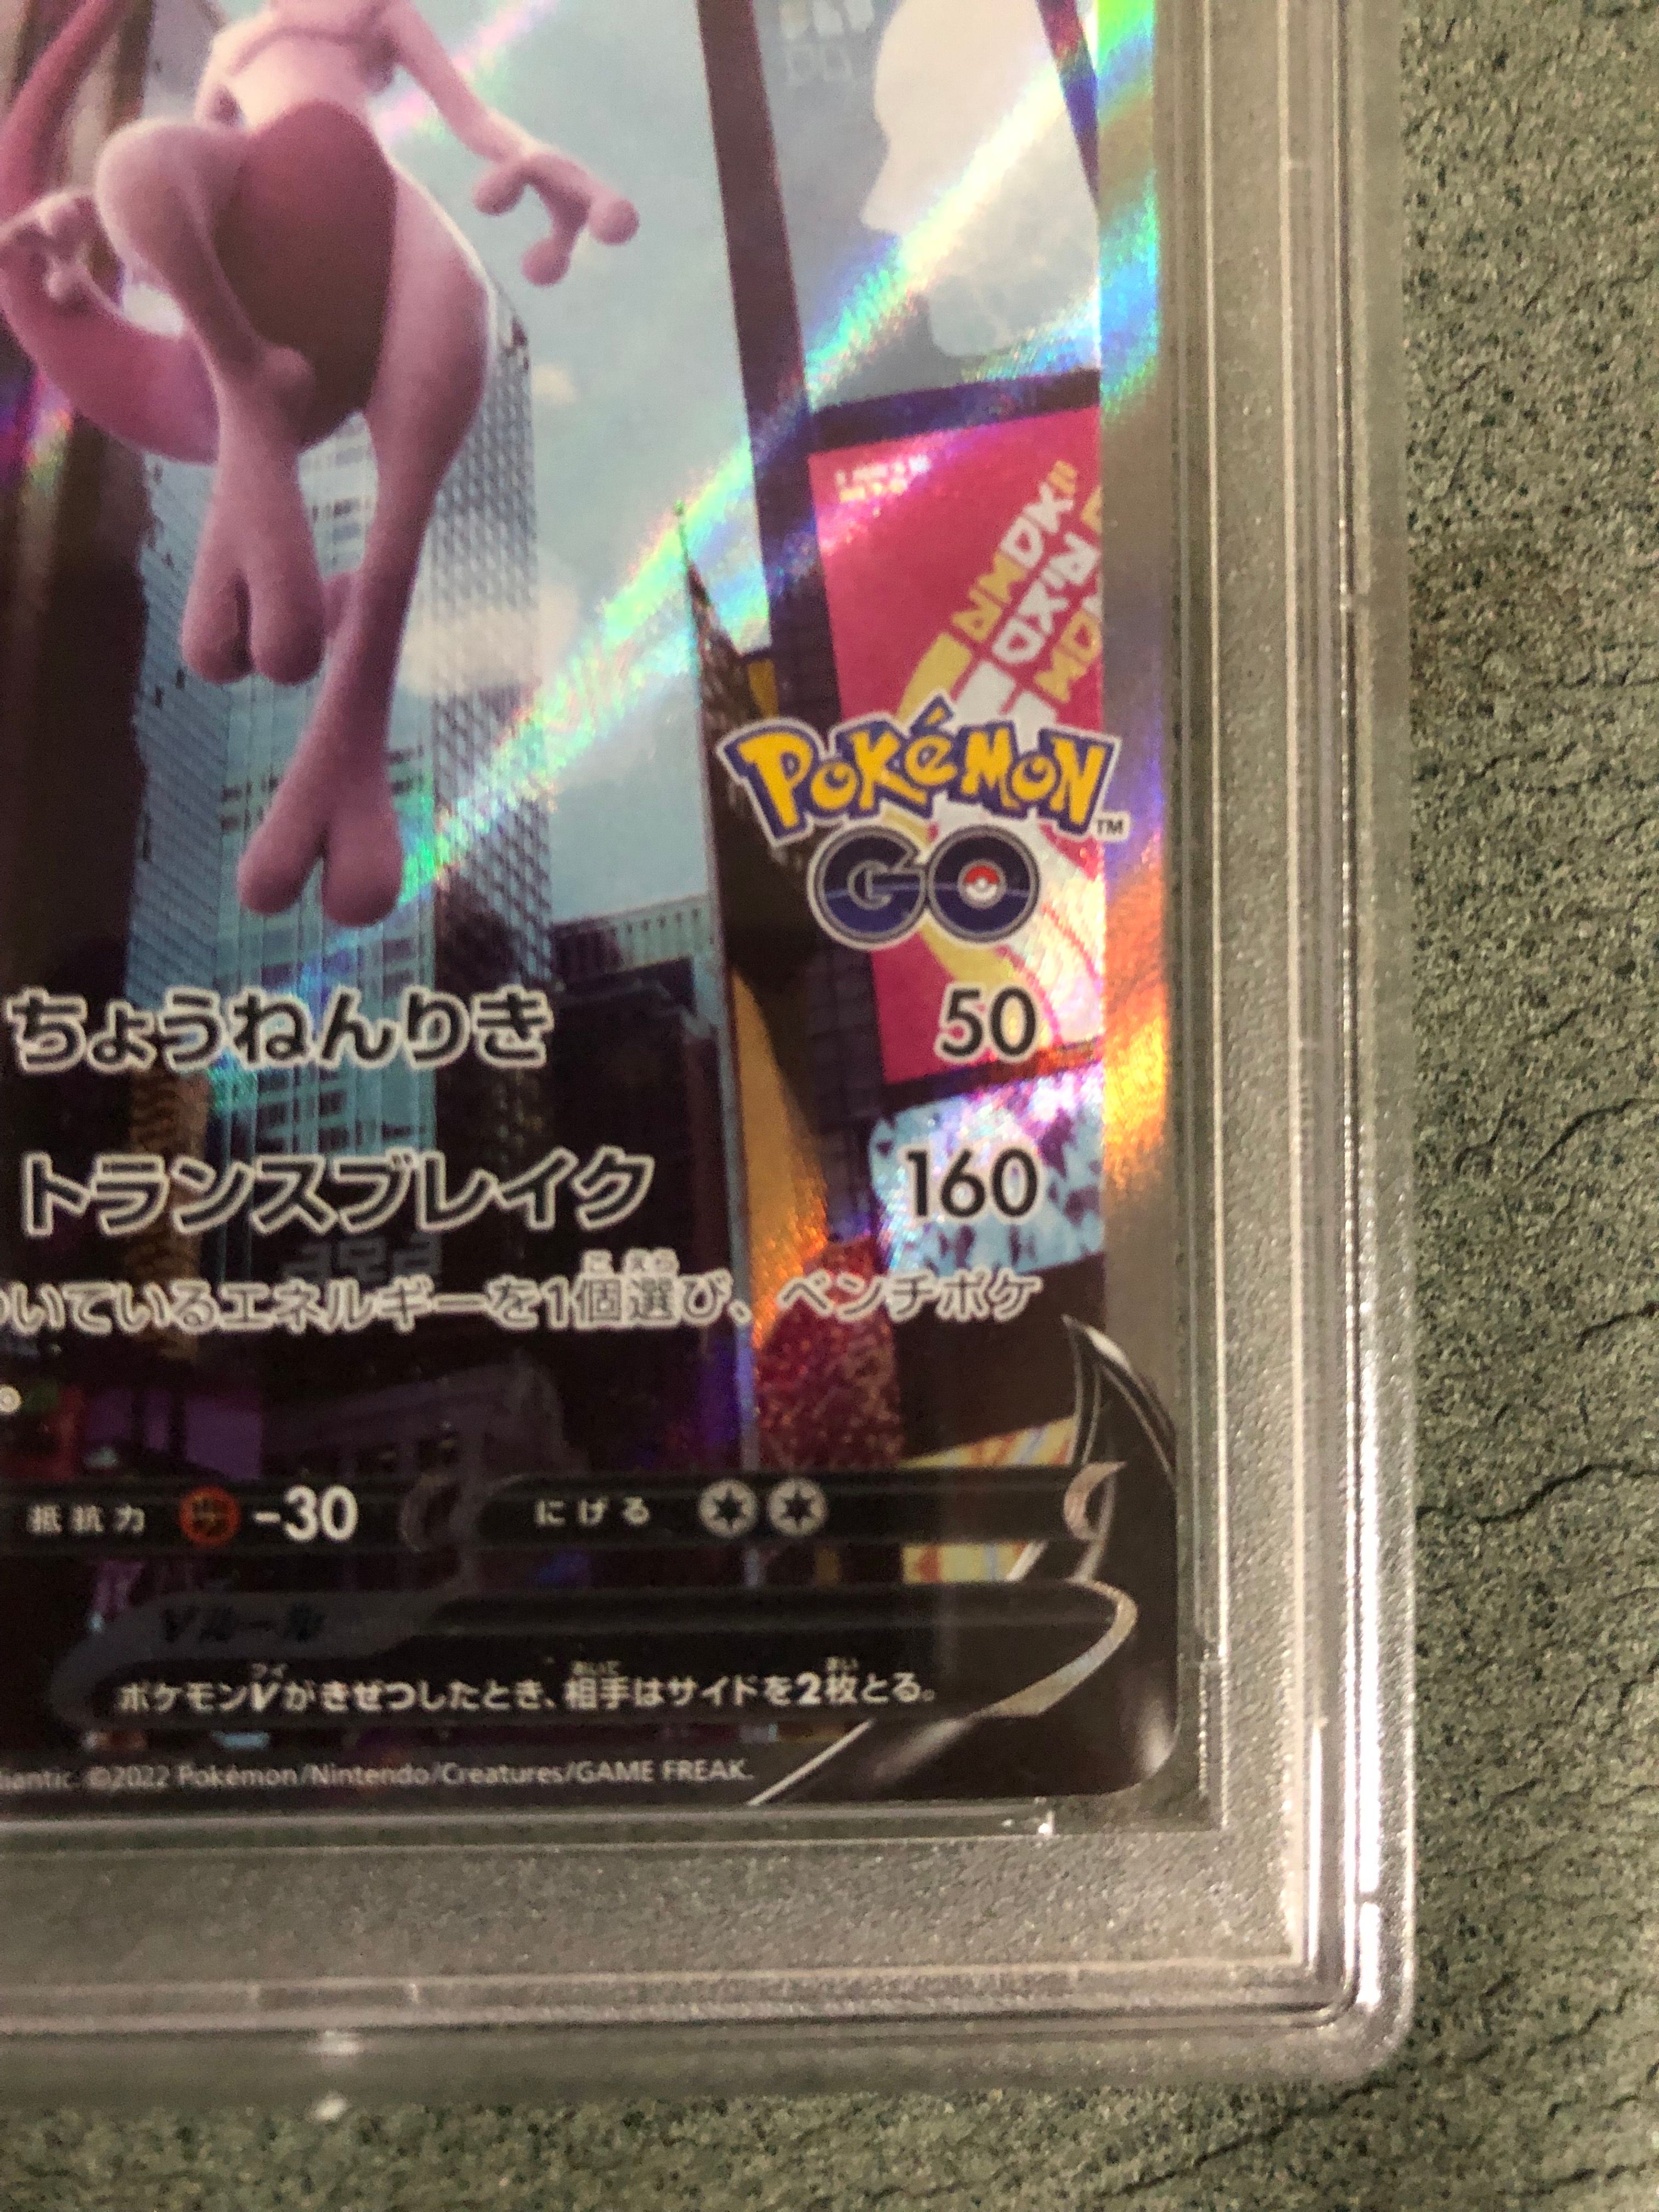 POKéMON™
GO
ちょうねんりき 50
トランスブレイク 160
いているエネルギーを1個選び、ベンチポケ
抵抗力 -30 にげる
Vルール
ポケモンVがきぜつしたとき、相手はサイドを2枚とる。
©2022 Pokémon/Nintendo/Creatures/GAME FREAK.